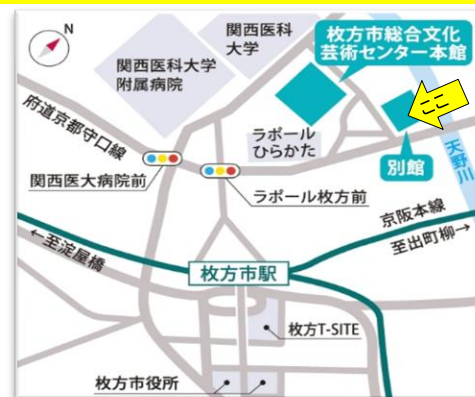 N
関西医科
大学
枚方市総合文化
芸術センター本館
関西医科大学
附属病院
ここ
府道京都守口線
ラポール
ひらかた
別館
天野川
関西医大病院前
ラポール枚方前
京阪本線
至出町柳→
←至淀屋橋
枚方市駅
枚方T-SITE
枚方市役所